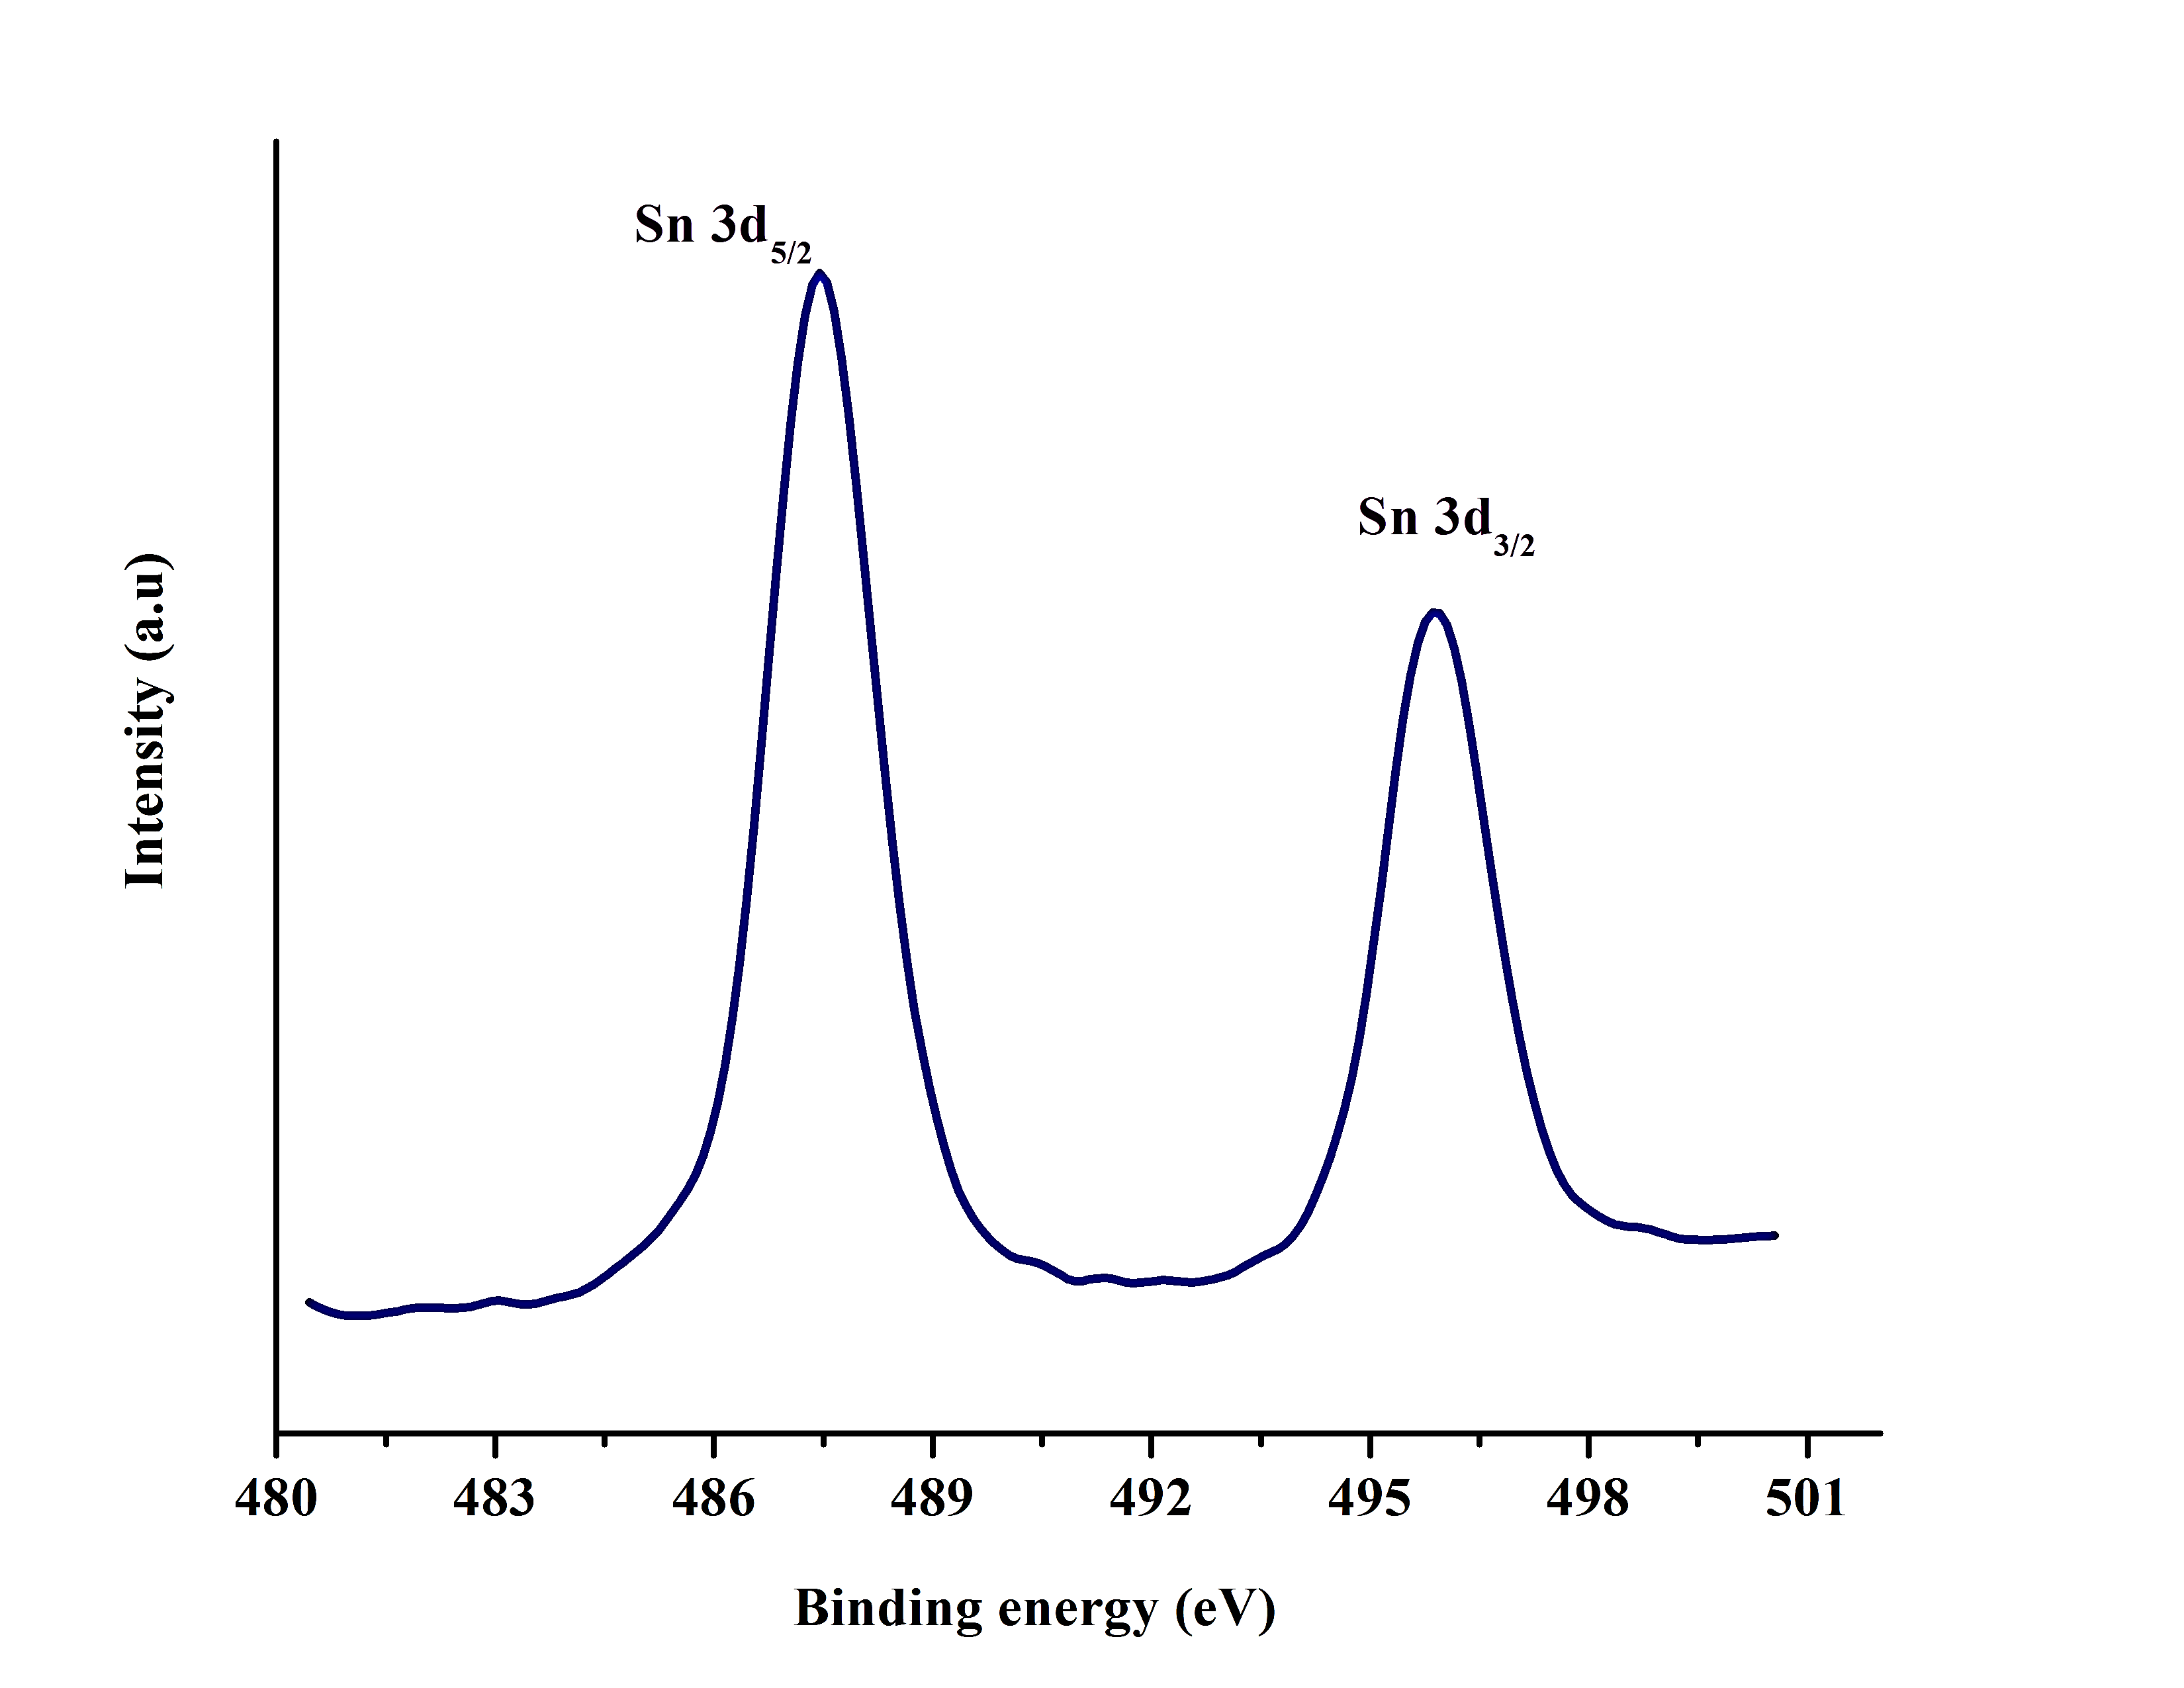 Sn 3d5/2
Sn 3d3/2
Intensity (a.u)
480 483 486 489 492 495 498 501
Binding energy (eV)